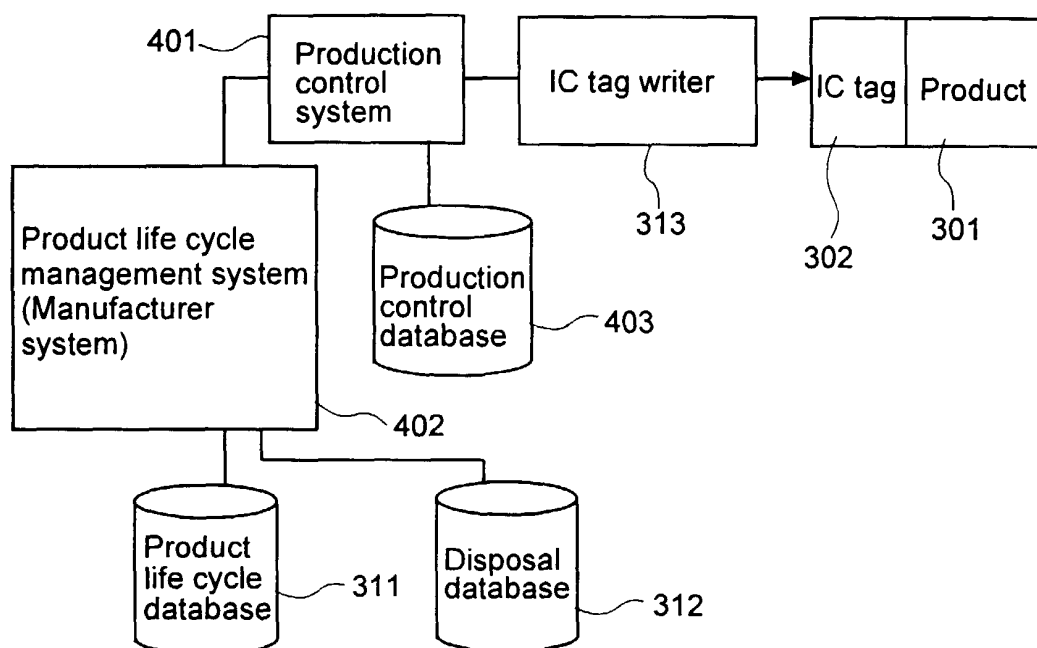 401
Production
control
system
IC tag writer
IC tag
Product
313
302
301
Product life cycle
management system
(Manufacturer
system)
Production
control
database
403
402
Product
life cycle
database
311
Disposal
database
312